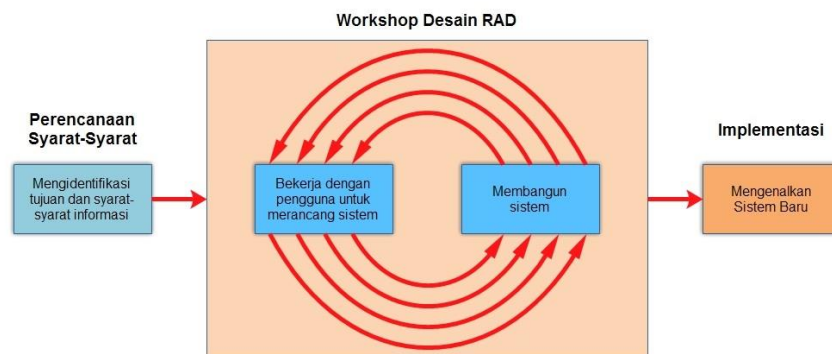 Workshop Desain RAD
Perencanaan
Syarat-Syarat
Mengidentifikasi
tujuan dan syarat-
syarat informasi
Bekerja dengan
pengguna untuk
merancang sistem
Membangun
sistem
Implementasi
Mengenalkan
Sistem Baru